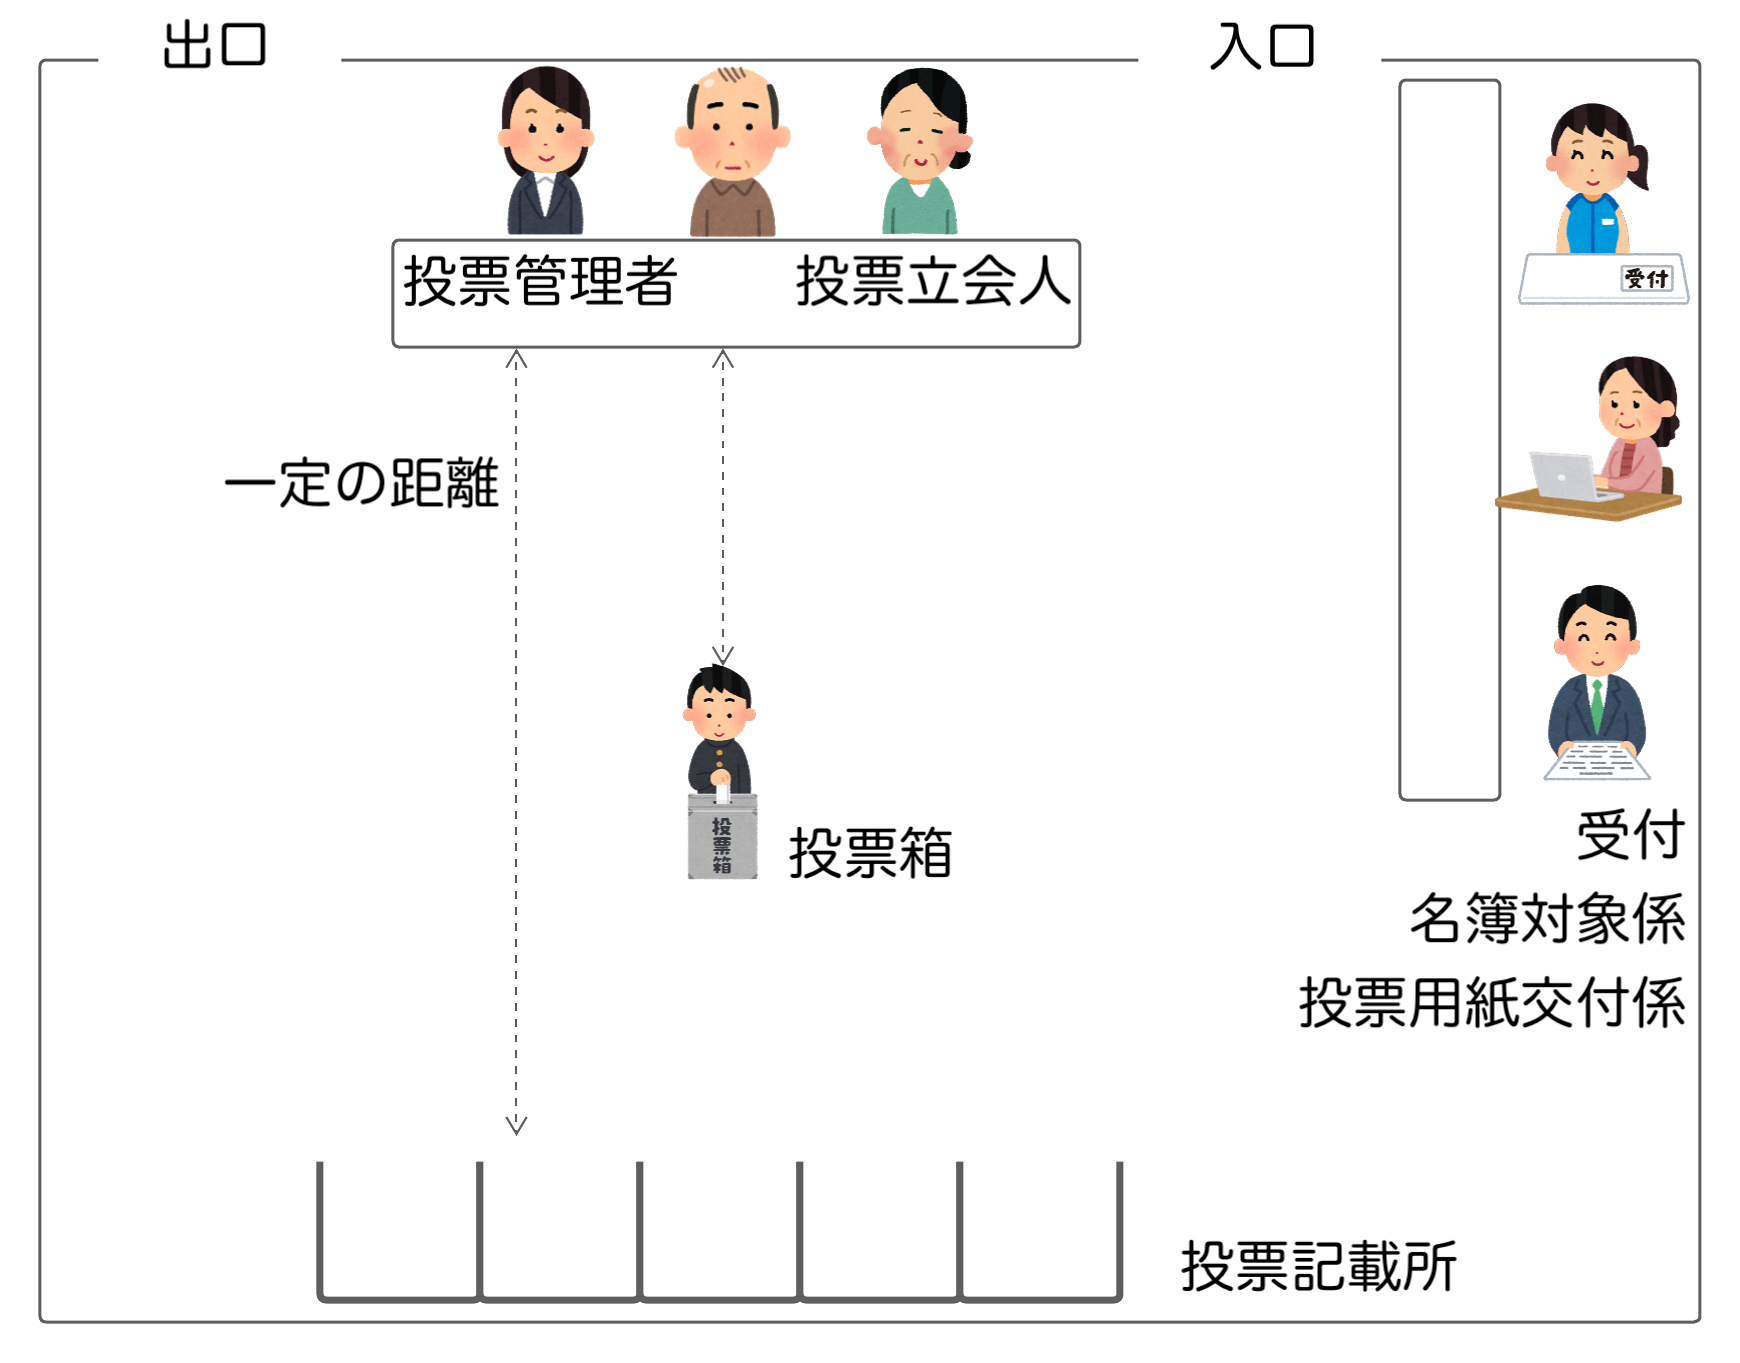 出口
入口
投票管理者
投票立会人
受付
一定の距離
投票箱
投票箱
受付
名簿対象係
投票用紙交付係
投票記載所